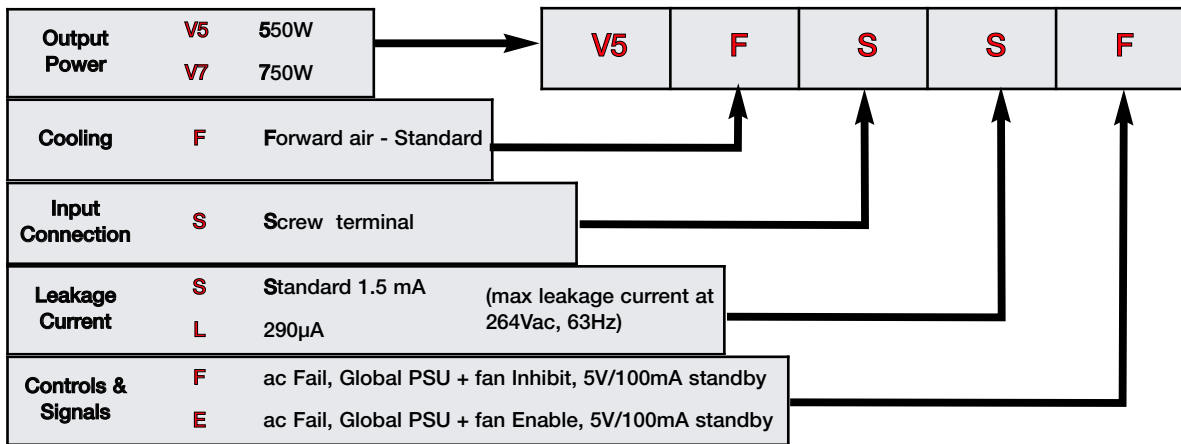 Output Power V5 550W
V7 750W
V5 F S S F
Cooling F Forward air - Standard
Input Connection S Screw terminal
Leakage Current S Standard 1.5 mA (max leakage current at 264Vac, 63Hz)
L 290µA
Controls & Signals F ac Fail, Global PSU + fan Inhibit, 5V/100mA standby
E ac Fail, Global PSU + fan Enable, 5V/100mA standby